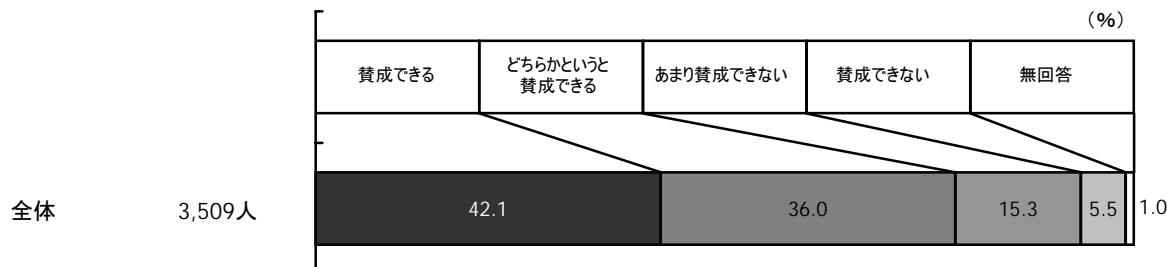 （%）
賛成できる
どちらかというと
賛成できる
あまり賛成できない
賛成できない
無回答
全体 3,509人 42.1 36.0 15.3 5.5 1.0